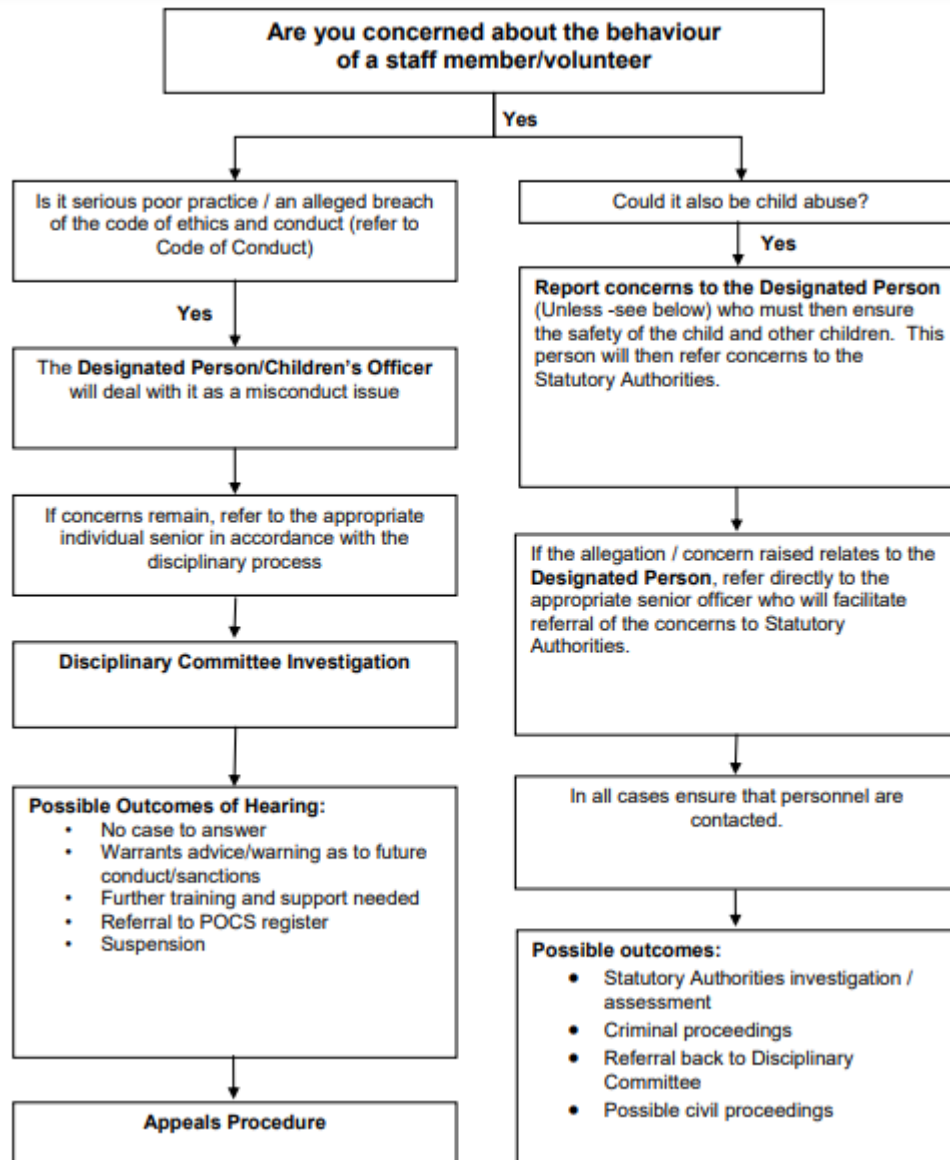 Are you concerned about the behaviour
of a staff member/volunteer
Yes
Is it serious poor practice / an alleged breach
of the code of ethics and conduct (refer to
Code of Conduct)
Yes
The Designated Person/Children's Officer
will deal with it as a misconduct issue
If concerns remain, refer to the appropriate
individual senior in accordance with the
disciplinary process
Disciplinary Committee Investigation
Possible Outcomes of Hearing:
• No case to answer
• Warrants advice/warning as to future
conduct/sanctions
• Further training and support needed
• Referral to POCS register
• Suspension
Appeals Procedure
Could it also be child abuse?
Yes
Report concerns to the Designated Person
(Unless -see below) who must then ensure
the safety of the child and other children. This
person will then refer concerns to the
Statutory Authorities.
If the allegation / concern raised relates to the
Designated Person, refer directly to the
appropriate senior officer who will facilitate
referral of the concerns to Statutory
Authorities.
In all cases ensure that personnel are
contacted.
Possible outcomes:
• Statutory Authorities investigation /
assessment
• Criminal proceedings
• Referral back to Disciplinary
Committee
• Possible civil proceedings